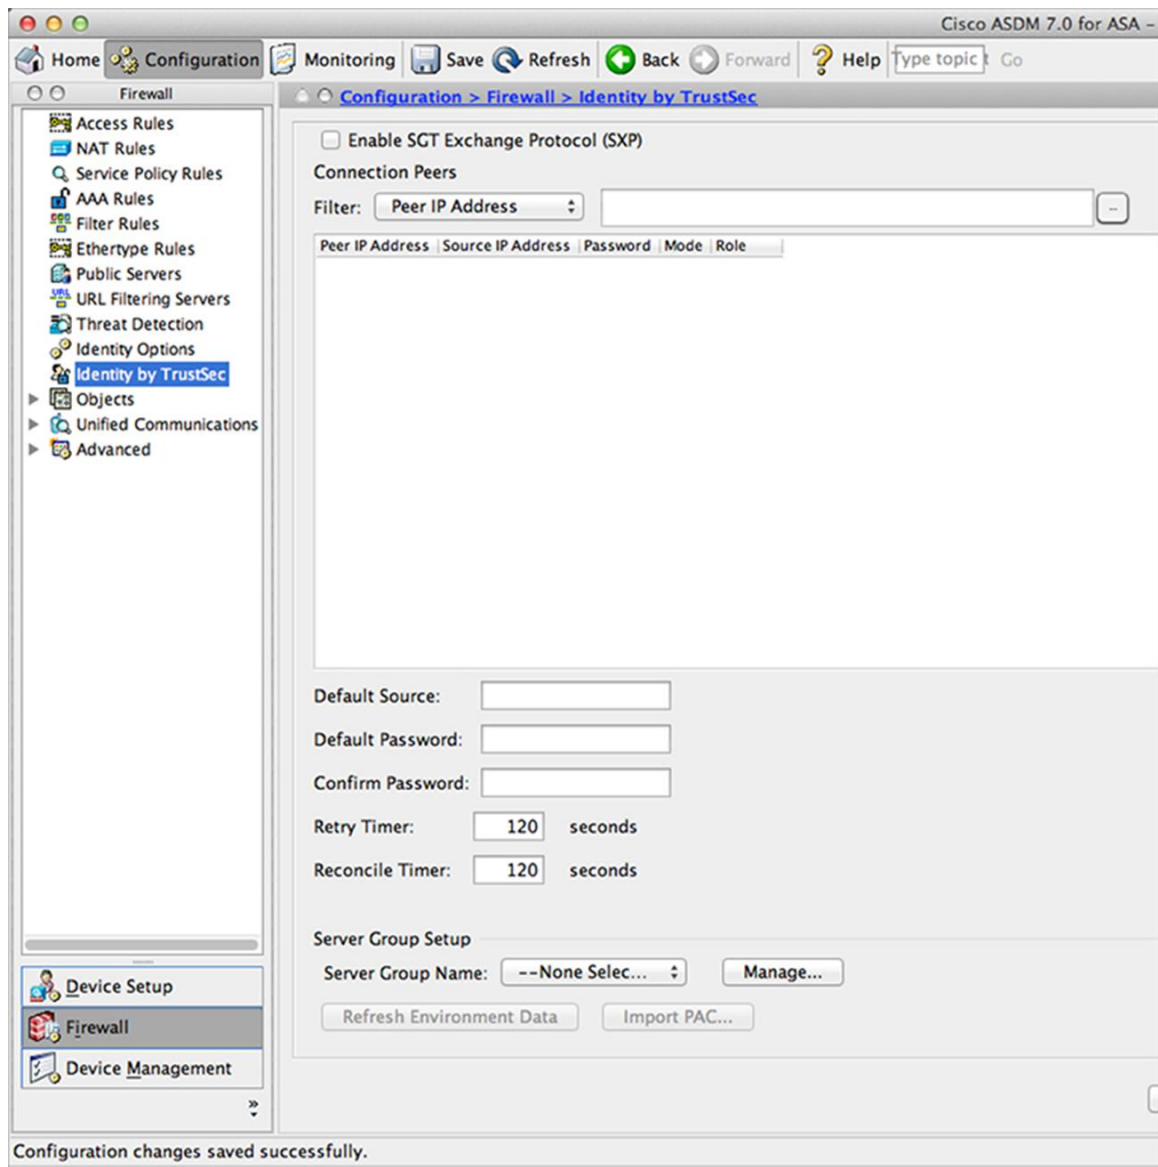 Cisco ASDM 7.0 for ASA –
Home Configuration Monitoring Save Refresh Back Forward Help Type topic Go
Firewall
Configuration > Firewall > Identity by TrustSec
Access Rules
NAT Rules
Service Policy Rules
AAA Rules
Filter Rules
Ethertype Rules
Public Servers
URL Filtering Servers
Threat Detection
Identity Options
Identity by TrustSec
Objects
Unified Communications
Advanced
Device Setup
Firewall
Device Management
»
Enable SGT Exchange Protocol (SXP)
Connection Peers
Filter: Peer IP Address
Peer IP Address Source IP Address Password Mode Role
Default Source:
Default Password:
Confirm Password:
Retry Timer: 120 seconds
Reconcile Timer: 120 seconds
Server Group Setup
Server Group Name: --None Selec... Manage...
Refresh Environment Data Import PAC...
Configuration changes saved successfully.